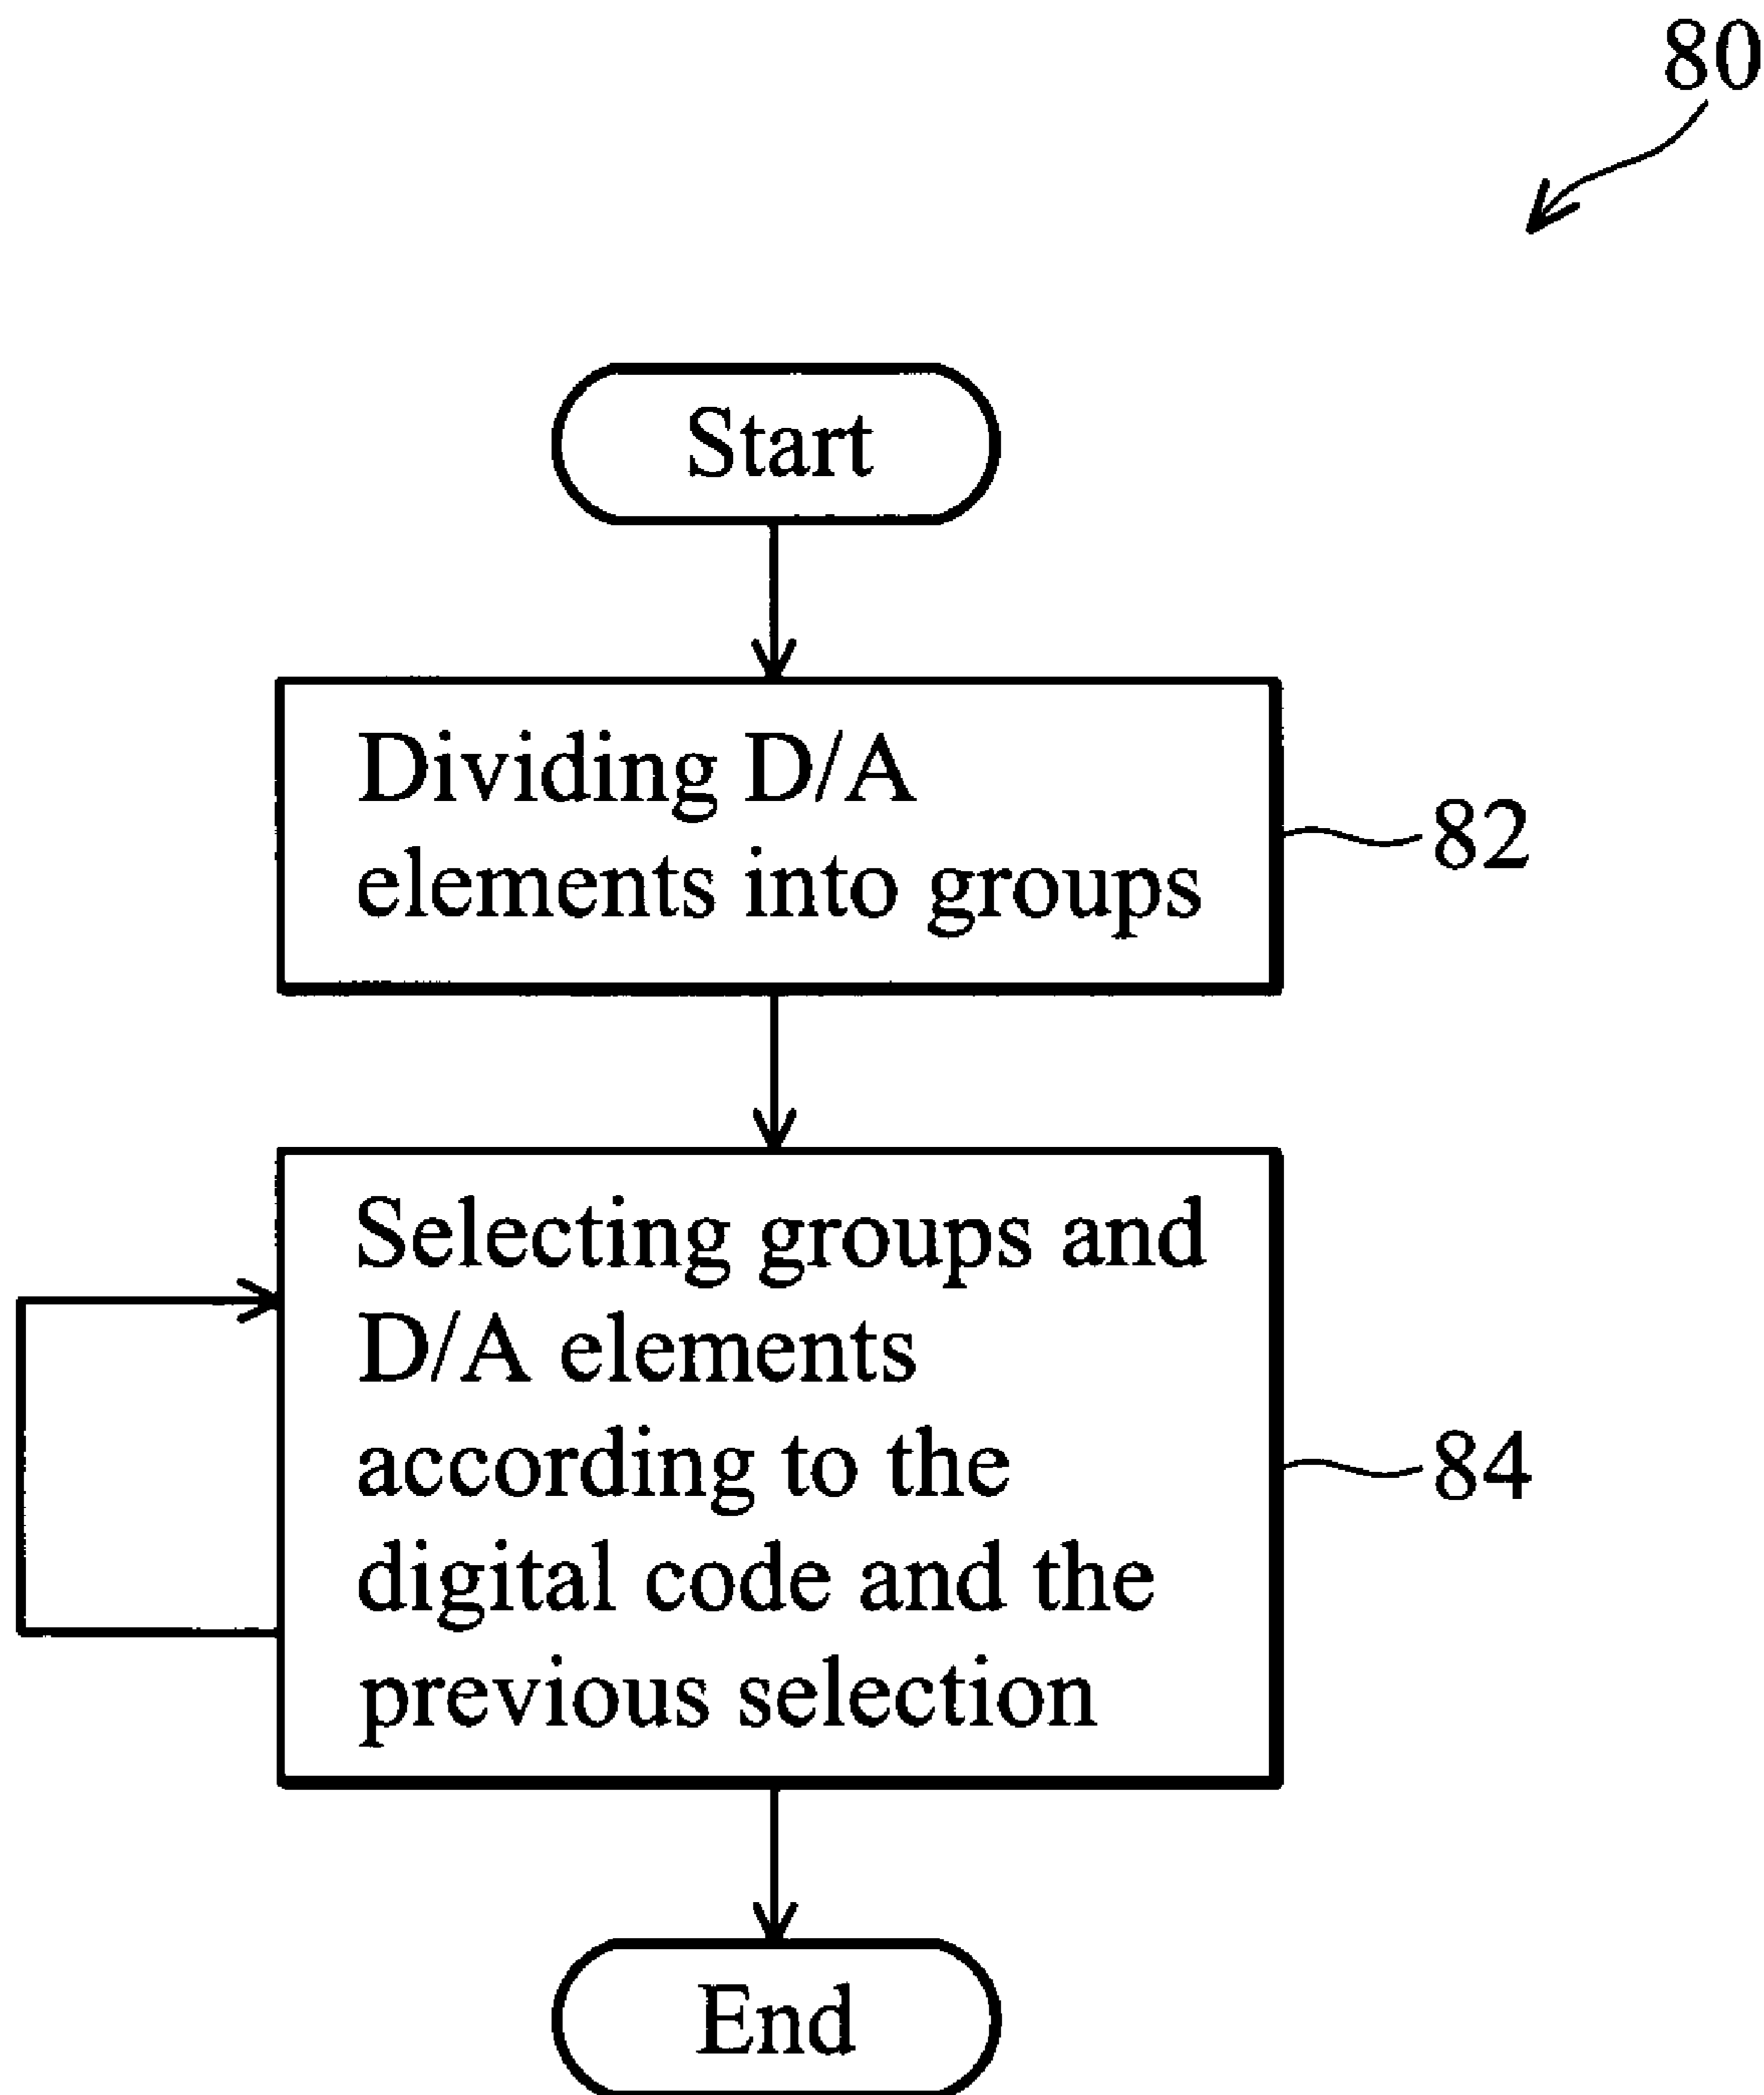 80
Start
Dividing D/A
elements into groups
82
Selecting groups and
D/A elements
according to the
digital code and the
previous selection
84
End